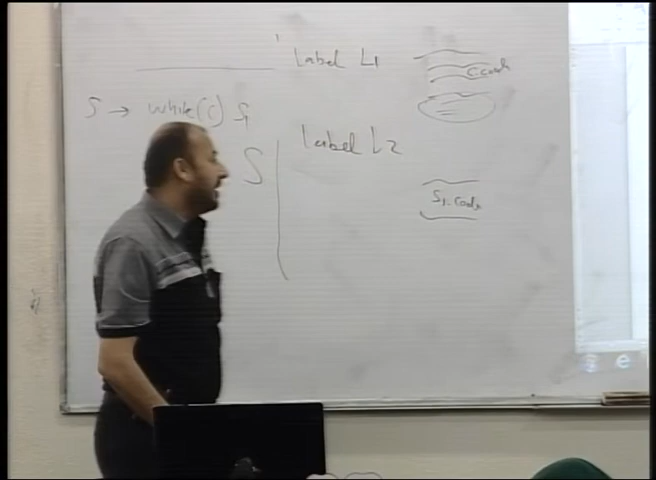 Label L1
C.code
S → while(C) S1
Label L2
S
S1.code